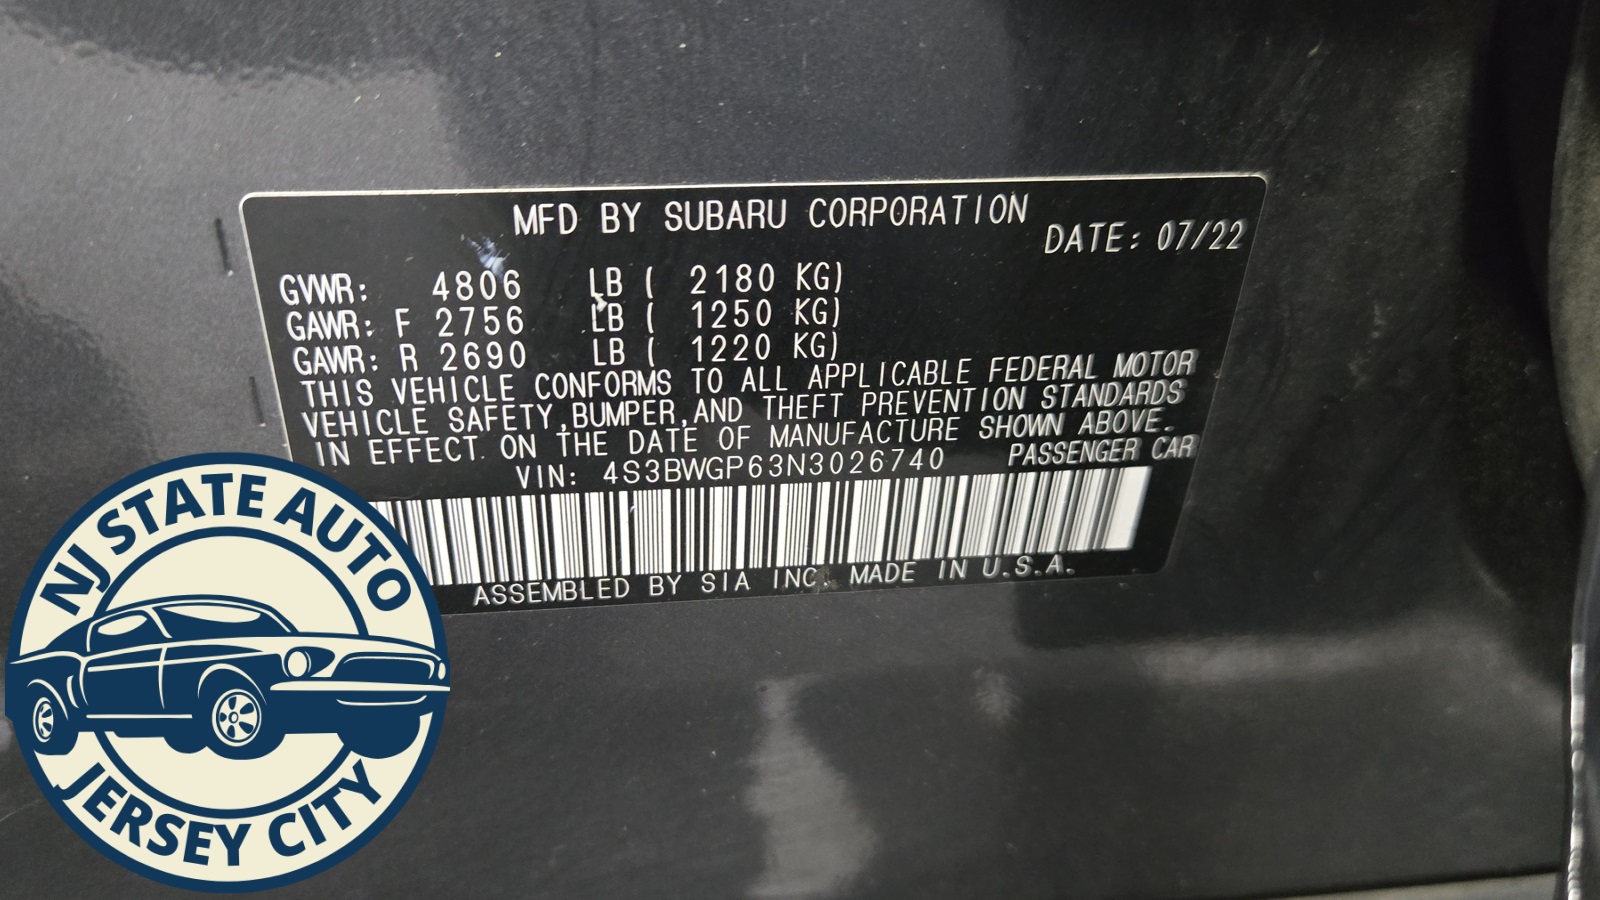 MFD BY SUBARU CORPORATION
DATE: 07/22
GVWR: 4806 LB ( 2180 KG)
GAWR: F 2756 LB ( 1250 KG)
GAWR: R 2690 LB ( 1220 KG)
THIS VEHICLE CONFORMS TO ALL APPLICABLE FEDERAL MOTOR
VEHICLE SAFETY,BUMPER,AND THEFT PREVENTION STANDARDS
IN EFFECT ON THE DATE OF MANUFACTURE SHOWN ABOVE.
VIN: 4S3BWGP63N3026740 PASSENGER CAR
ASSEMBLED BY SIA INC. MADE IN U.S.A.
NJ STATE AUTO
JERSEY CITY